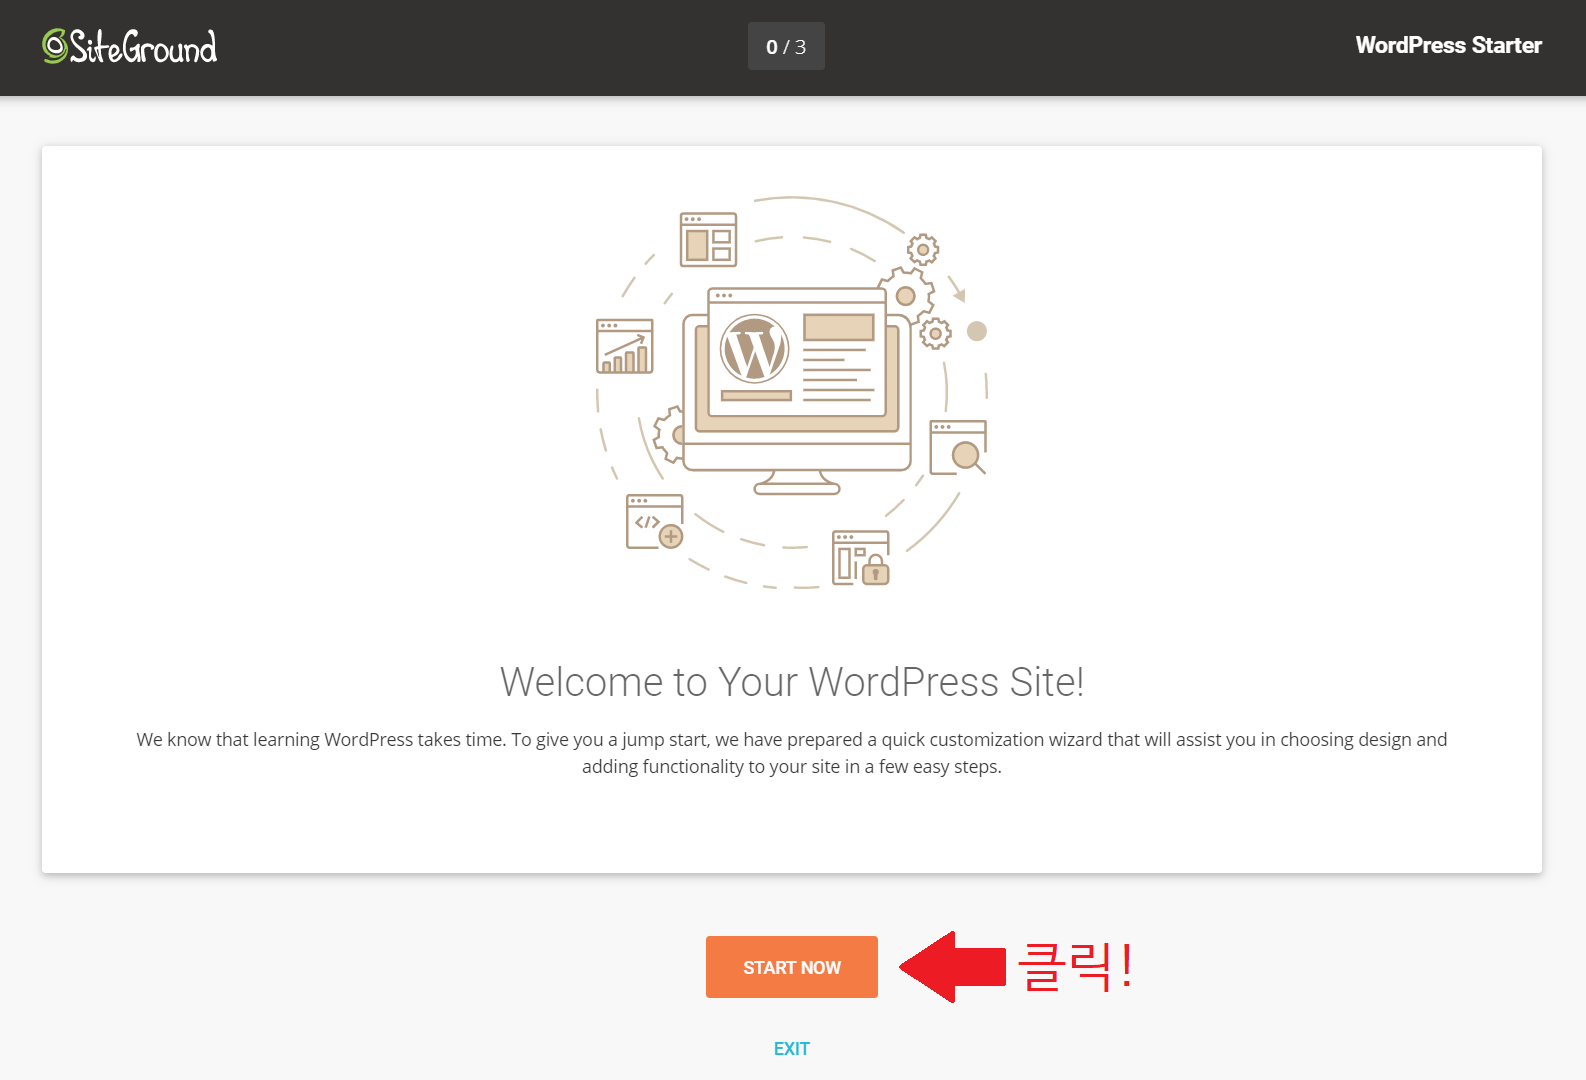 SiteGround
0 / 3
WordPress Starter
Welcome to Your WordPress Site!
We know that learning WordPress takes time. To give you a jump start, we have prepared a quick customization wizard that will assist you in choosing design and
adding functionality to your site in a few easy steps.
START NOW
클릭!
EXIT